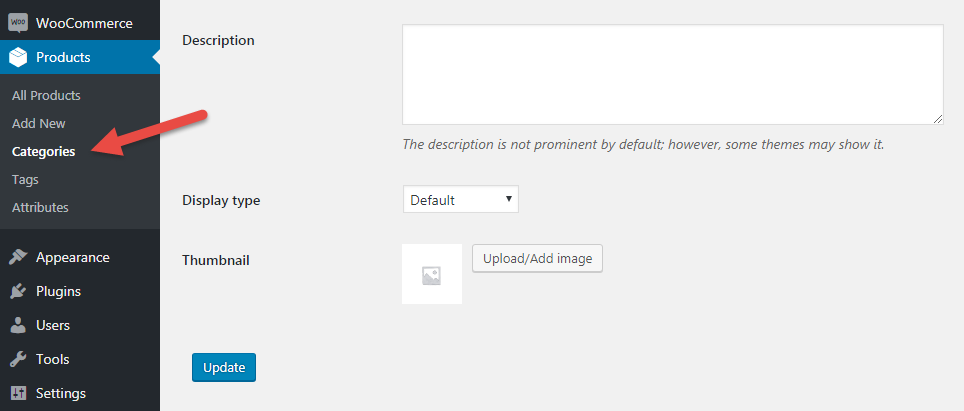 WOO WooCommerce
Products
All Products
Add New
Categories
Tags
Attributes
Appearance
Plugins
Users
Tools
Settings
Description
The description is not prominent by default; however, some themes may show it.
Display type
Default
Thumbnail
Upload/Add image
Update